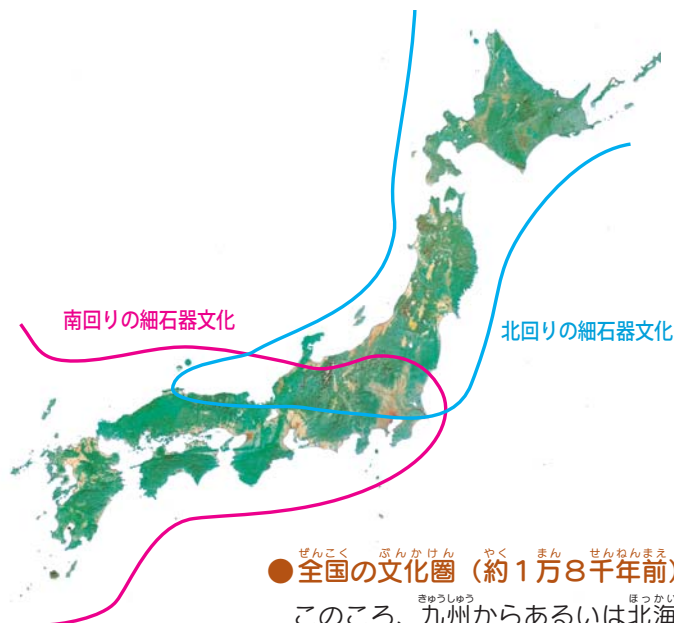 南回りの細石器文化
北回りの細石器文化
ぜんこく ぶんかけん やく まん せんねんまえ
●全国の文化圏（約１万８千年前）
きゅうしゅう ほっかい
このころ、九州からあるいは北海